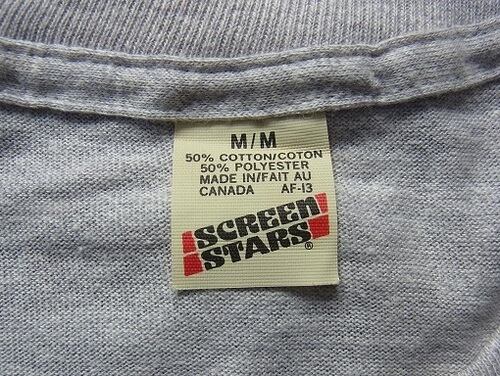 M/M
50% COTTON/COTON
50% POLYESTER
MADE IN/FAIT AU
CANADA AF-13
SCREEN
STARS®